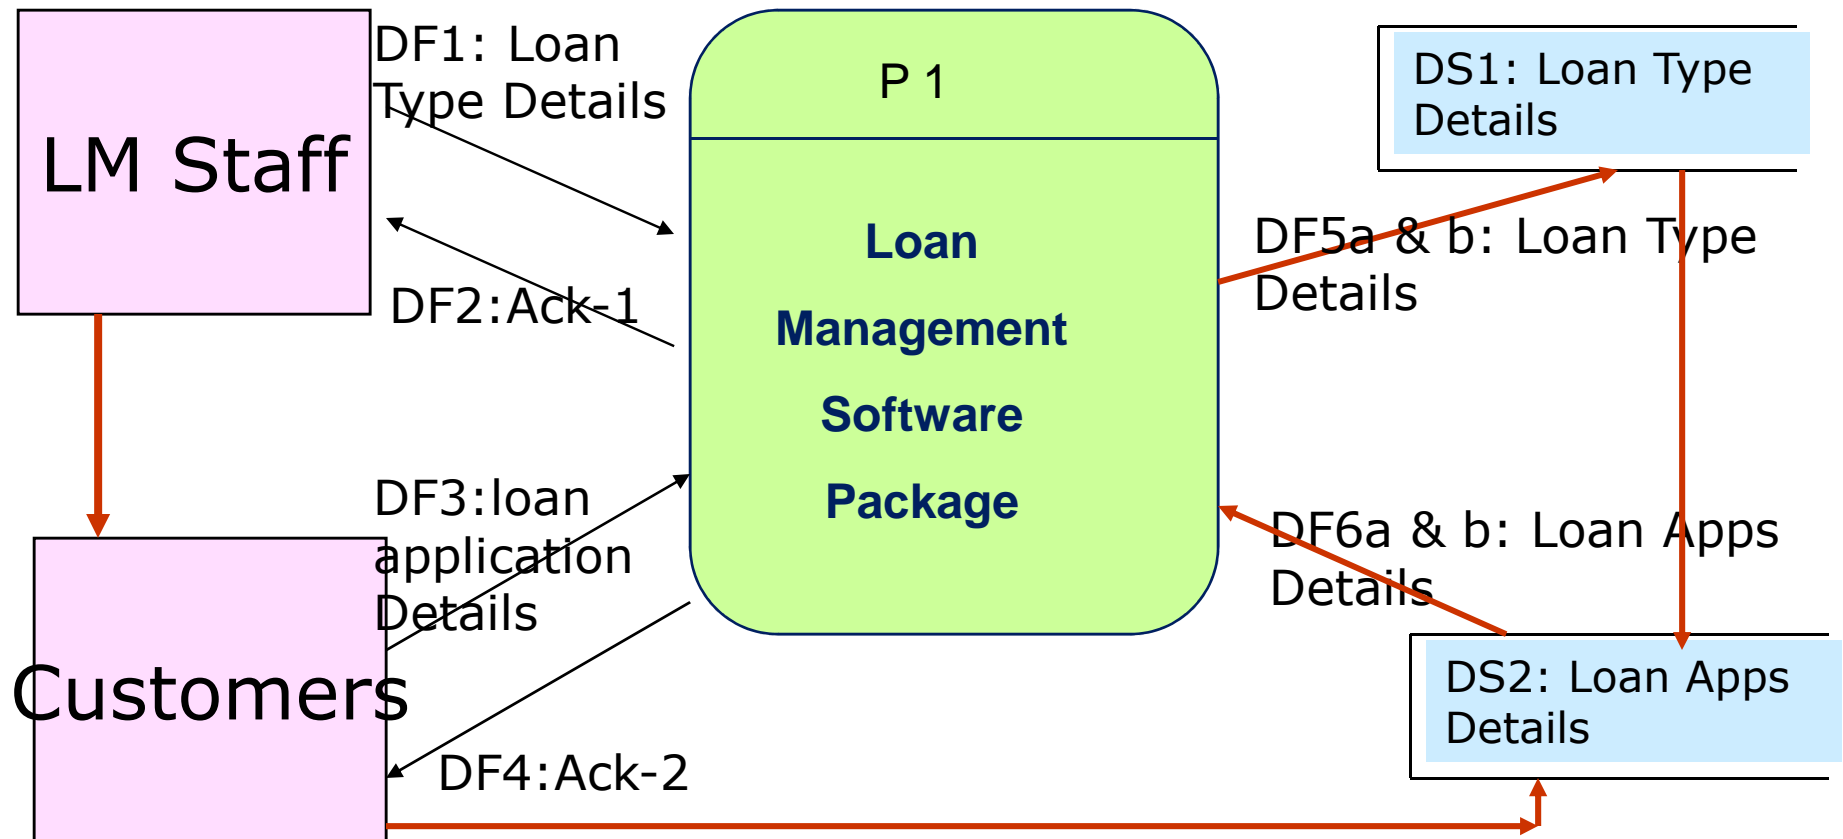 LM Staff
DF1: Loan
Type Details
DF2:Ack-1
P 1
Loan
Management
Software
Package
DS1: Loan Type
Details
DF5a & b: Loan Type
Details
Customers
DF3:loan
application
Details
DF4:Ack-2
DF6a & b: Loan Apps
Details
DS2: Loan Apps
Details